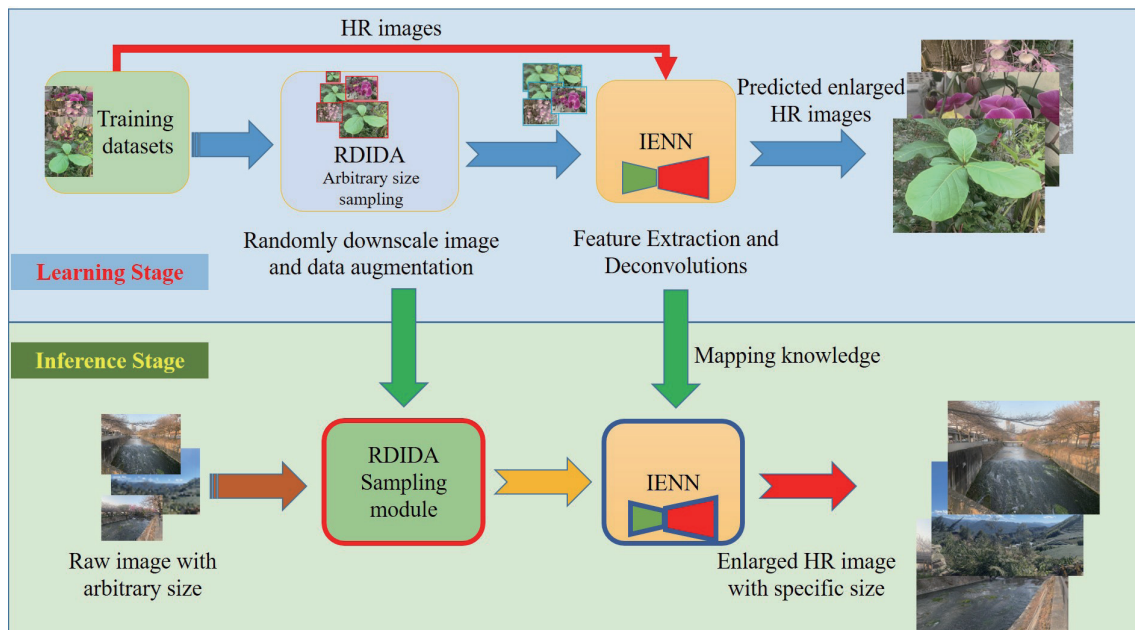 HR images
Training
datasets
RDIDA
Arbitrary size
sampling
IENN
Predicted enlarged
HR images
Randomly downscale image
and data augmentation
Feature Extraction and
Deconvolutions
Learning Stage
Inference Stage
Mapping knowledge
RDIDA
Sampling
module
IENN
Raw image with
arbitrary size
Enlarged HR image
with specific size